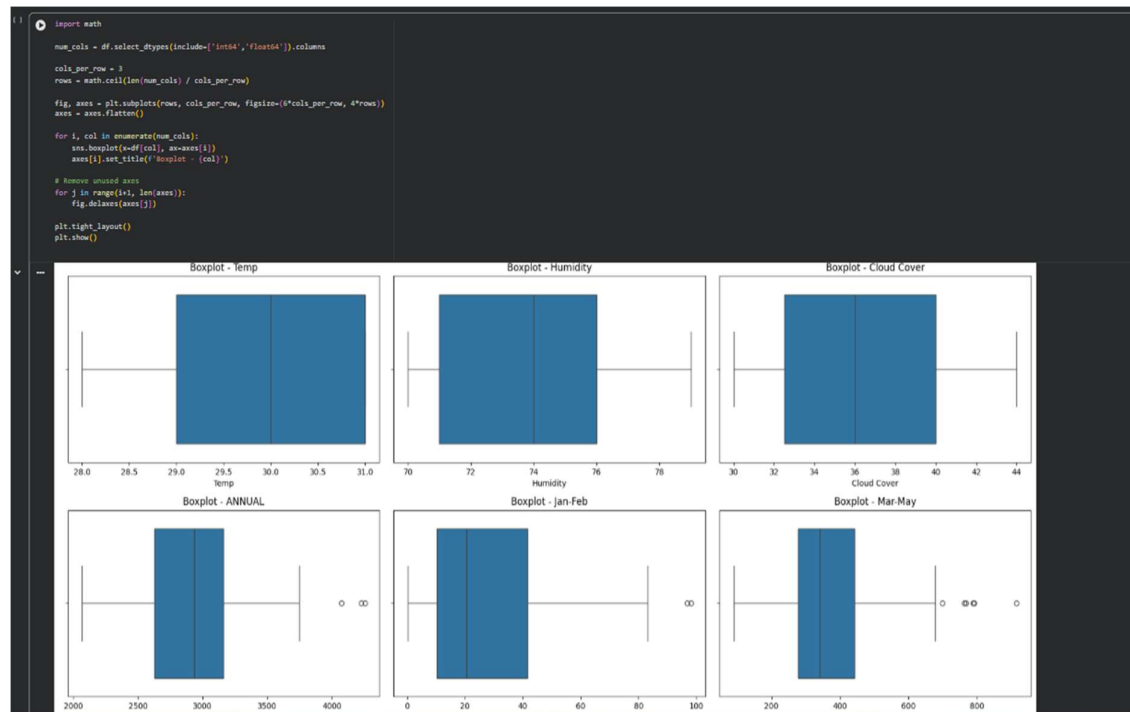 [ ]
import math
num_cols = df.select_dtypes(include=['int64','float64']).columns
cols_per_row = 3
rows = math.ceil(len(num_cols) / cols_per_row)
fig, axes = plt.subplots(rows, cols_per_row, figsize=(6*cols_per_row, 4*rows))
axes = axes.flatten()
for i, col in enumerate(num_cols):
    sns.boxplot(x=df[col], ax=axes[i])
    axes[i].set_title(f'Boxplot - {col}')
# Remove unused axes
for j in range(i+1, len(axes)):
    fig.delaxes(axes[j])
plt.tight_layout()
plt.show()
Boxplot - Temp
28.0 28.5 29.0 29.5 30.0 30.5 31.0
Temp
Boxplot - Humidity
70 72 74 76 78
Humidity
Boxplot - Cloud Cover
30 32 34 36 38 40 42 44
Cloud Cover
Boxplot - ANNUAL
2000 2500 3000 3500 4000
Boxplot - Jan-Feb
0 20 40 60 80 100
Boxplot - Mar-May
200 400 600 800